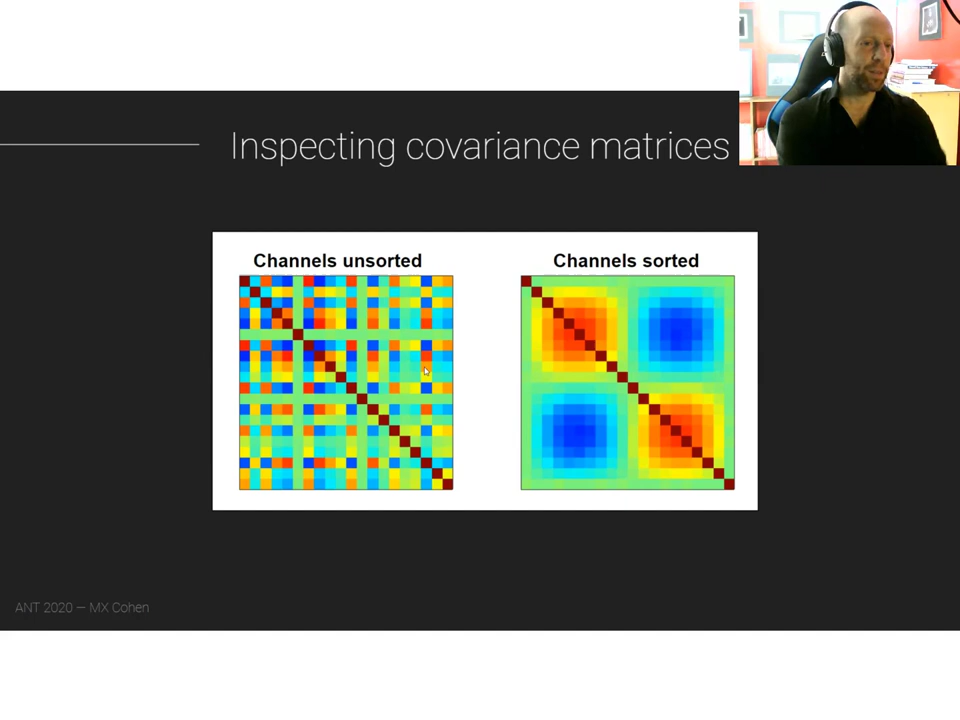 Inspecting covariance matrices
Channels unsorted
Channels sorted
ANT 2020 — MX Cohen